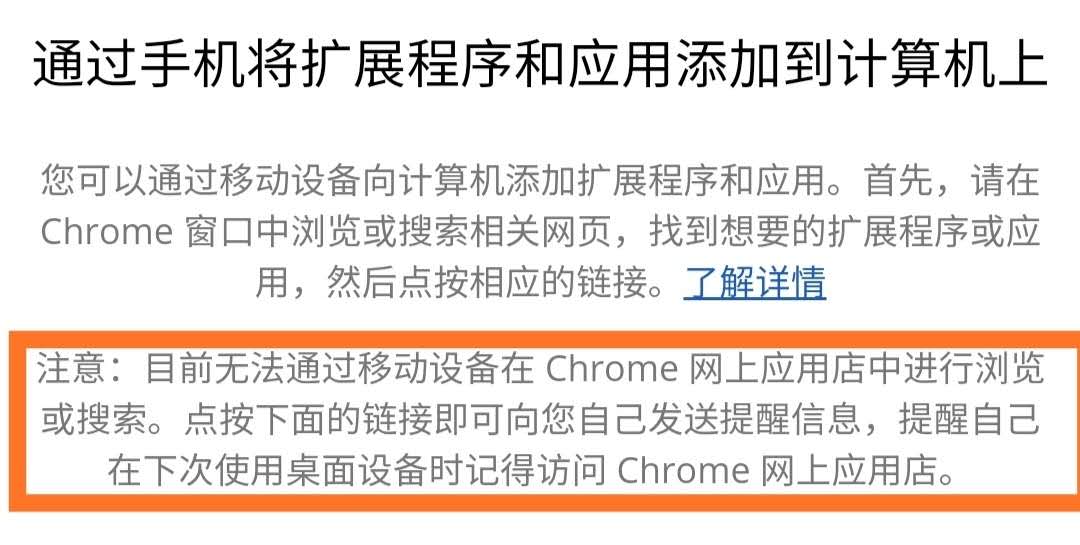 通过手机将扩展程序和应用添加到计算机上
您可以通过移动设备向计算机添加扩展程序和应用。首先，请在
Chrome 窗口中浏览或搜索相关网页，找到想要的扩展程序或应
用，然后点按相应的链接。了解详情
注意：目前无法通过移动设备在 Chrome 网上应用店中进行浏览
或搜索。点按下面的链接即可向您自己发送提醒信息，提醒自己
在下次使用桌面设备时记得访问 Chrome 网上应用店。